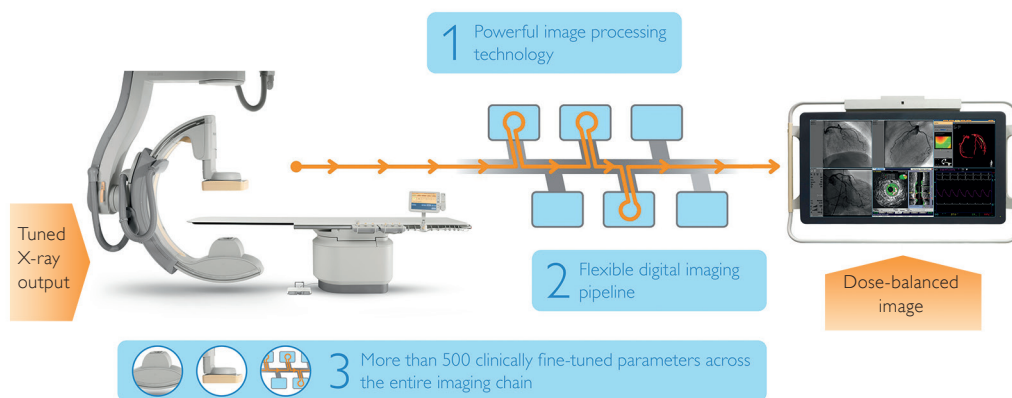 1 Powerful image processing
technology
Tuned
X-ray
output
2 Flexible digital imaging
pipeline
Dose-balanced
image
3 More than 500 clinically fine-tuned parameters across
the entire imaging chain